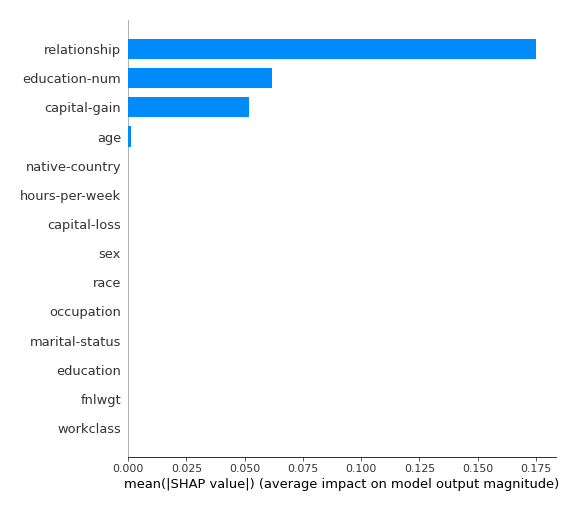 relationship
education-num
capital-gain
age
native-country
hours-per-week
capital-loss
sex
race
occupation
marital-status
education
fnlwgt
workclass
0.000 0.025 0.050 0.075 0.100 0.125 0.150 0.175
mean(|SHAP value|) (average impact on model output magnitude)